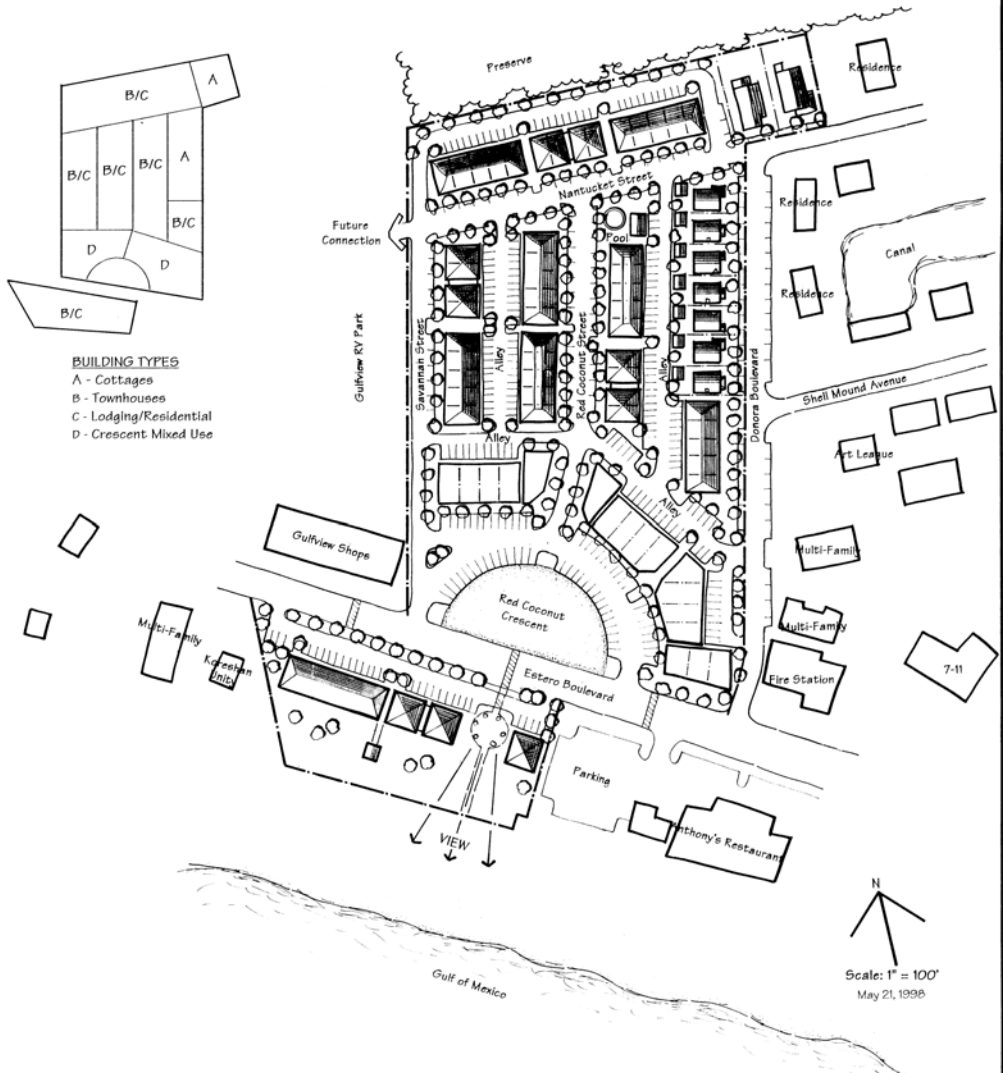 Preserve
Residence
A
B/C
B/C
B/C
B/C
A
B/C
D
D
B/C
Nantucket Street
Residence
Future
Connection
Pool
Canal
Residence
BUILDING TYPES
A - Cottages
B - Townhouses
C - Lodging/Residential
D - Crescent Mixed Use
Gulfview RV Park
Savannan Street
Alley
Red Coconut Street
Alley
Donora Boulevard
Shell Mound Avenue
Alley
Art League
Alley
Gulfview Shops
Multi-Family
Red Coconut
Crescent
Multi-Family
Multi-Family
Koreshan
Unity
Estero Boulevard
Fire Station
7-11
Parking
VIEW
Anthony's Restaurant
N
Scale: 1" = 100'
May 21, 1998
Gulf of Mexico